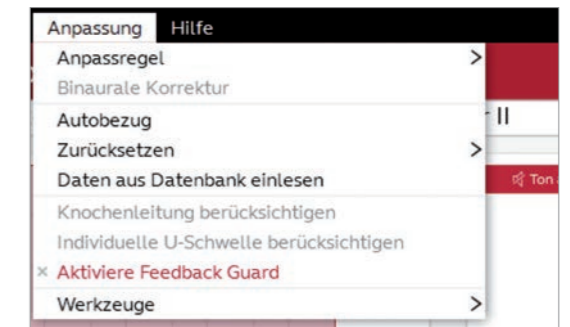 Anpassung Hilfe
Anpassregel >
Binaurale Korrektur
II
Autobezug
Zurücksetzen >
Daten aus Datenbank einlesen
Ton
Knochenleitung berücksichtigen
Individuelle U-Schwelle berücksichtigen
× Aktiviere Feedback Guard
Werkzeuge >